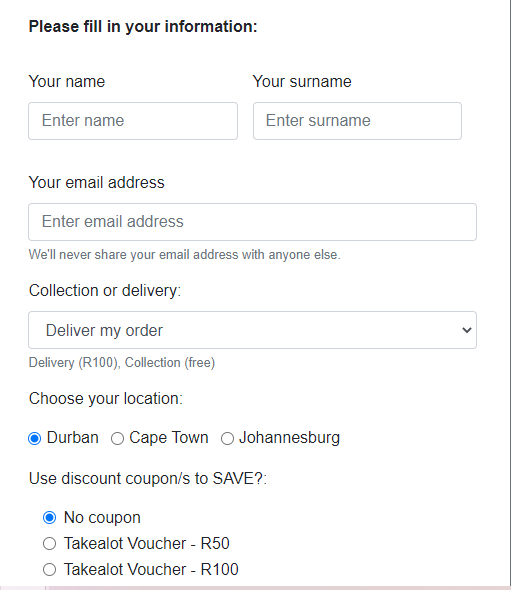 Please fill in your information:
Your name Your surname
Enter name Enter surname
Your email address
Enter email address
We'll never share your email address with anyone else.
Collection or delivery:
Deliver my order
Delivery (R100), Collection (free)
Choose your location:
Durban Cape Town Johannesburg
Use discount coupon/s to SAVE?:
No coupon
Takealot Voucher - R50
Takealot Voucher - R100